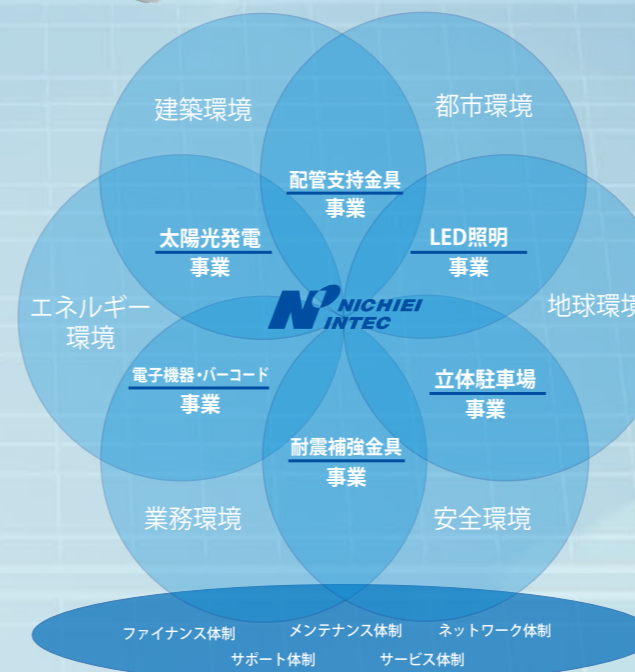 建築環境
都市環境
配管支持金具
事業
太陽光発電
事業
LED照明
事業
エネルギー
環境
NICHIEI
INTEC
地球環境
電子機器・バーコード
事業
立体駐車場
事業
耐震補強金具
事業
業務環境
安全環境
ファイナンス体制
メンテナンス体制
ネットワーク体制
サポート体制
サービス体制